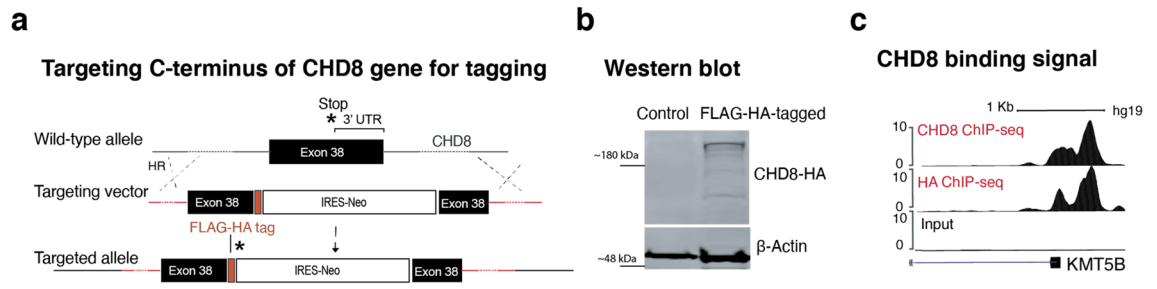 a
Targeting C-terminus of CHD8 gene for tagging
Stop
* 3' UTR
Wild-type allele
CHD8
Exon 38
HR
Targeting vector
Exon 38
IRES-Neo
Exon 38
FLAG-HA tag
*
Targeted allele
Exon 38
IRES-Neo
Exon 38
b
Western blot
Control
FLAG-HA-tagged
~180 kDa
CHD8-HA
β-Actin
~48 kDa
c
CHD8 binding signal
1 Kb
hg19
10
CHD8 ChIP-seq
0
10
HA ChIP-seq
0
10
Input
0
KMT5B